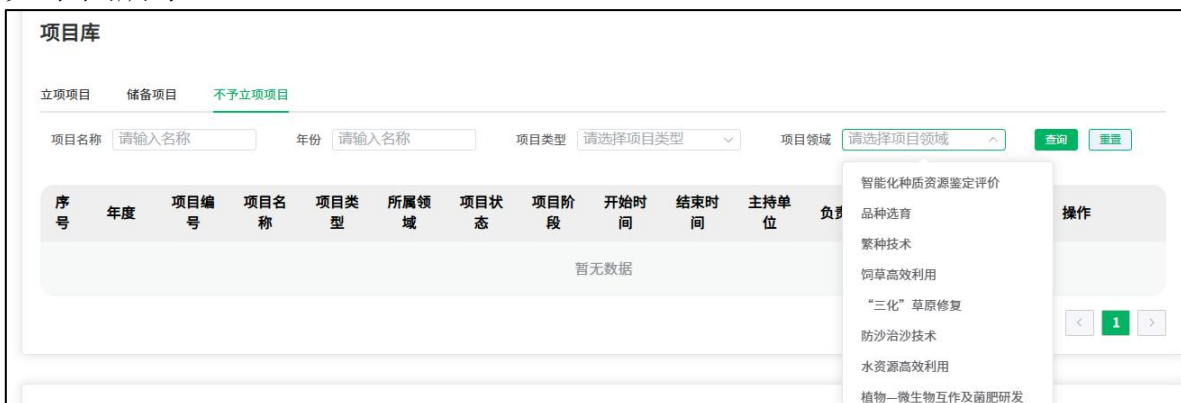 项目库
立项项目 储备项目 不予立项项目
项目名称 请输入名称 年份 请输入名称 项目类型 请选择项目类型 项目领域 请选择项目领域 查询 重置
序号 年度 项目编号 项目名称 项目类型 所属领域 项目状态 项目阶段 开始时间 结束时间 主持单位 负责 操作
暂无数据
智能化种质资源鉴定评价
品种选育
繁种技术
饲草高效利用
“三化”草原修复
防沙治沙技术
水资源高效利用
植物—微生物互作及菌肥研发
< 1 >